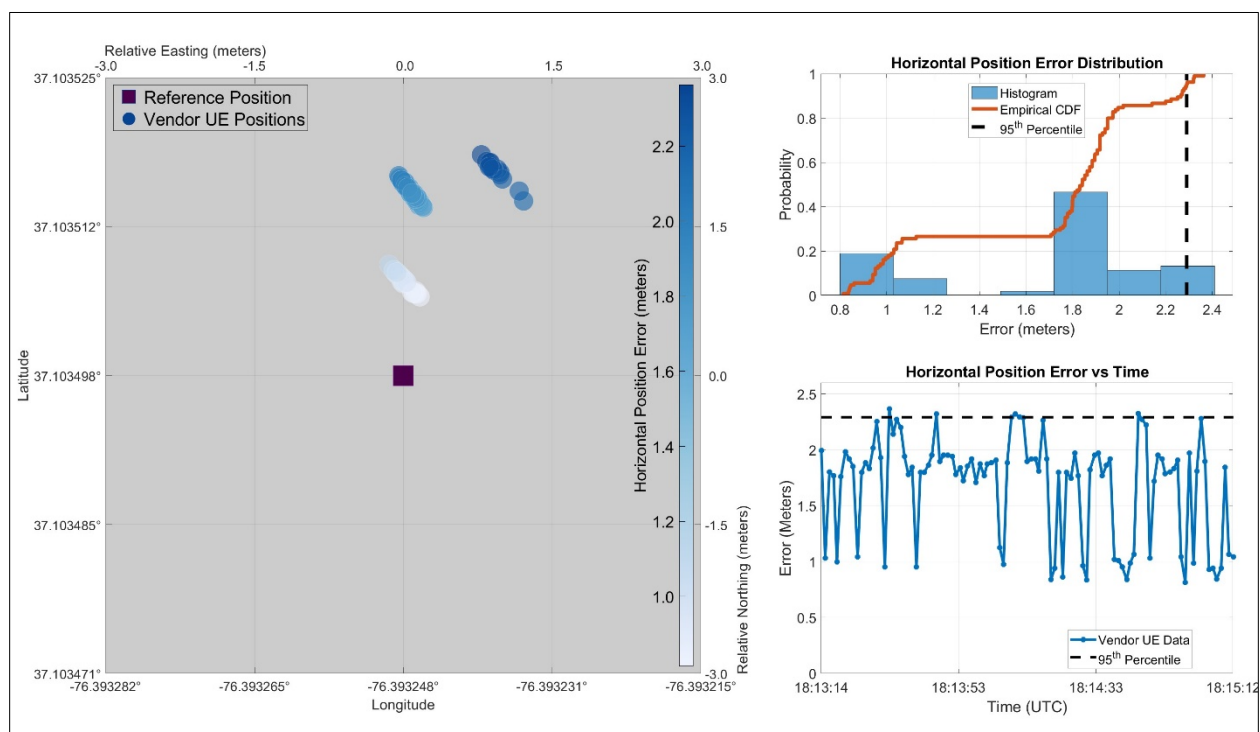 Relative Easting (meters)
-3.0 -1.5 0.0 1.5 3.0
37.103525° 3.0
Reference Position
Vendor UE Positions
2.2
37.103512° 2.0 1.5
1.8
Horizontal Position Error (meters)
Latitude
37.103498° 1.6 0.0
1.4
37.103485° 1.2 -1.5
1.0
Relative Northing (meters)
37.103471° -3.0
-76.393282° -76.393265° -76.393248° -76.393231° -76.393215°
Longitude
Horizontal Position Error Distribution
Histogram
Empirical CDF
95th Percentile
Probability
1
0.8
0.6
0.4
0.2
0
0.8 1 1.2 1.4 1.6 1.8 2 2.2 2.4
Error (meters)
Horizontal Position Error vs Time
Error (Meters)
2.5
2
1.5
1
0.5
0
Vendor UE Data
95th Percentile
18:13:14 18:13:53 18:14:33 18:15:12
Time (UTC)